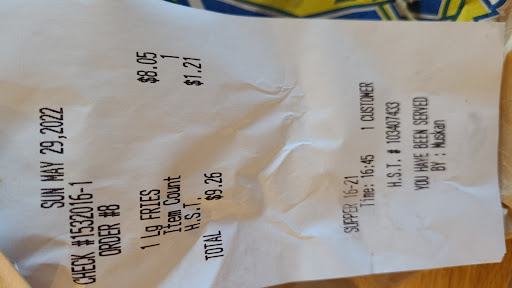 SUN MAY 29,2022
CHECK #1532016-1
ORDER #8
1 Lg FRIES $8.05
Item Count 1
H.S.T. $1.21
TOTAL $9.26
SUPPER 16-21
Time: 16:45 1 CUSTOMER
H.S.T. # 103407433
YOU HAVE BEEN SERVED
BY : Muskan